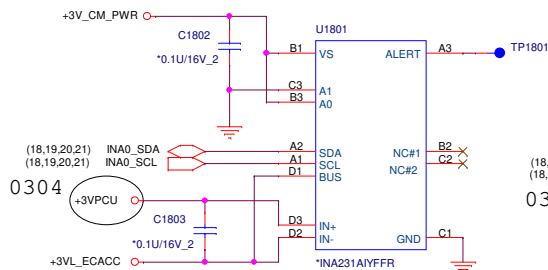 +3V_CM_PWR
U1801
C1802
*0.1U/16V_2
B1 VS ALERT A3 TP1801
C3 A1
B3 A0
(18,19,20,21) INA0_SDA A2 SDA NC#1 B2 (18,
(18,19,20,21) INA0_SCL A1 SCL NC#2 C2 (18,
D1 BUS
0304 +3VPCU 03
C1803
*0.1U/16V_2
D3 IN+
D2 IN- GND C1
+3VL_ECACC
*INA231AIYFFR